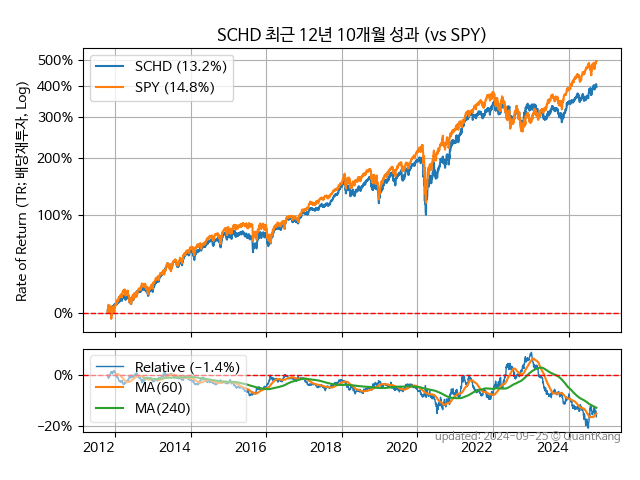 SCHD 최근 12년 10개월 성과 (vs SPY)
500%
400%
300%
200%
100%
0%
Rate of Return (TR: 배당재투자, Log)
SCHD (13.2%)
SPY (14.8%)
0%
−20%
Relative (−1.4%)
MA(60)
MA(240)
2012
2014
2016
2018
2020
2022
2024
updated: 2024-09-25 © QuantKang